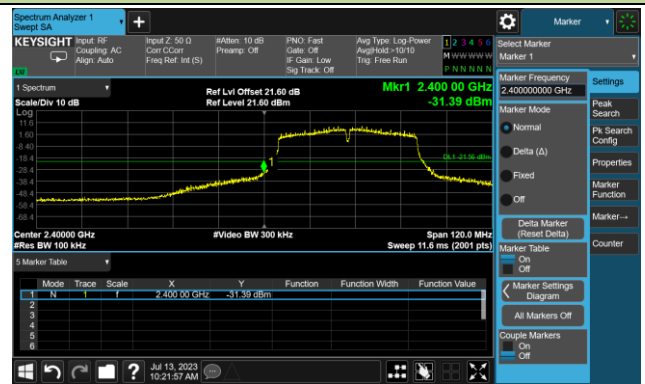 Spectrum Analyzer 1
Swept SA
Marker
KEYSIGHT
Input: RF
Coupling: AC
Align: Auto
Input Z: 50 Ω
Corr CCorr
Freq Ref: Int (S)
#Atten: 10 dB
Preamp: Off
PNO: Fast
Gate: Off
IF Gain: Low
Sig Track: Off
Avg Type: Log-Power
Avg|Hold:>10/10
Trig: Free Run
1 2 3 4 5 6
M W W W W W
P N N N N N
LXI
Select Marker
Marker 1
1 Spectrum
Scale/Div 10 dB
Log
Ref Lvl Offset 21.60 dB
Ref Level 21.60 dBm
Mkr1 2.400 00 GHz
-31.39 dBm
11.6
1.60
-8.40
-18.4
-28.4
-38.4
-48.4
-58.4
-68.4
1
DL1 -21.56 dBm
Center 2.40000 GHz
#Res BW 100 kHz
#Video BW 300 kHz
Span 120.0 MHz
Sweep 11.6 ms (2001 pts)
5 Marker Table
Mode Trace Scale X Y Function Function Width Function Value
1 N 1 f 2.400 00 GHz -31.39 dBm
2
3
4
5
6
Marker Frequency
2.400000000 GHz
Marker Mode
Normal
Delta (Δ)
Fixed
Off
Delta Marker
(Reset Delta)
Marker Table
On
Off
Marker Settings
Diagram
All Markers Off
Couple Markers
On
Off
Settings
Peak
Search
Pk Search
Config
Properties
Marker
Function
Marker→
Counter
Jul 13, 2023
10:21:57 AM